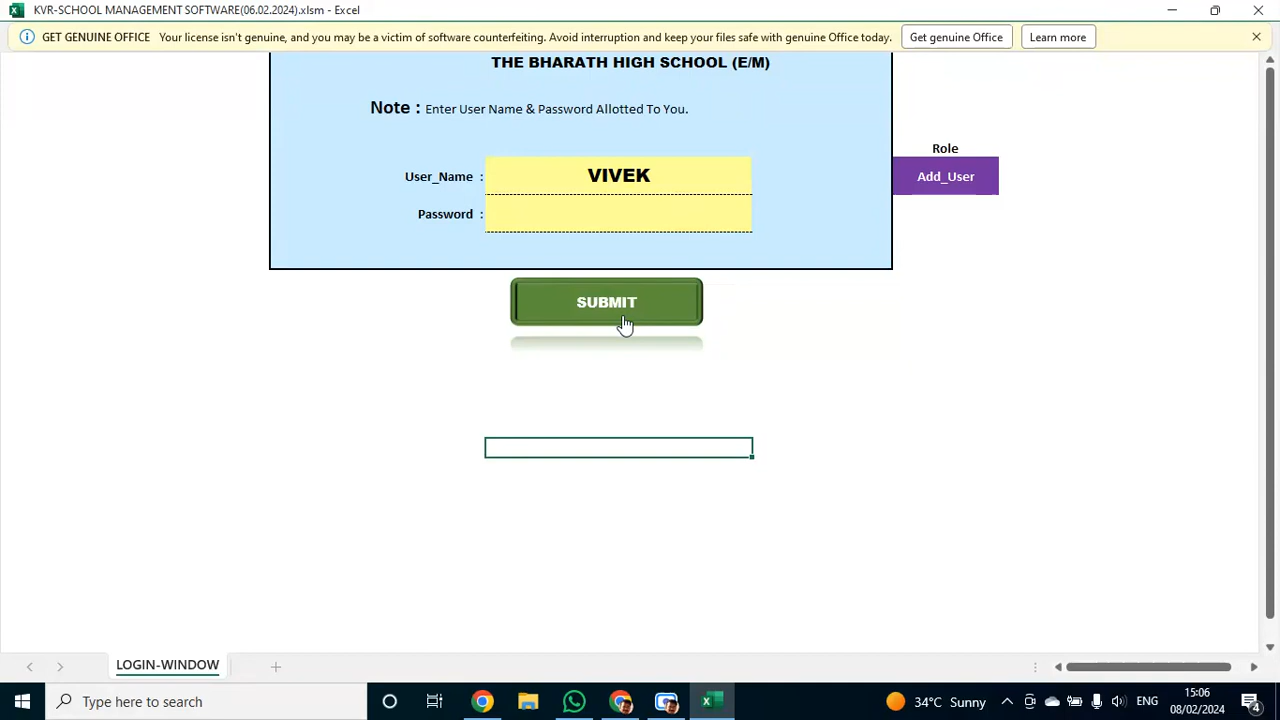 KVR-SCHOOL MANAGEMENT SOFTWARE(06.02.2024).xlsm - Excel
GET GENUINE OFFICE Your license isn't genuine, and you may be a victim of software counterfeiting. Avoid interruption and keep your files safe with genuine Office today. Get genuine Office Learn more
THE BHARATH HIGH SCHOOL (E/M)
Note : Enter User Name & Password Allotted To You.
Role
User_Name : VIVEK Add_User
Password :
SUBMIT
LOGIN-WINDOW
Type here to search 34°C Sunny ENG 15:06
08/02/2024 4